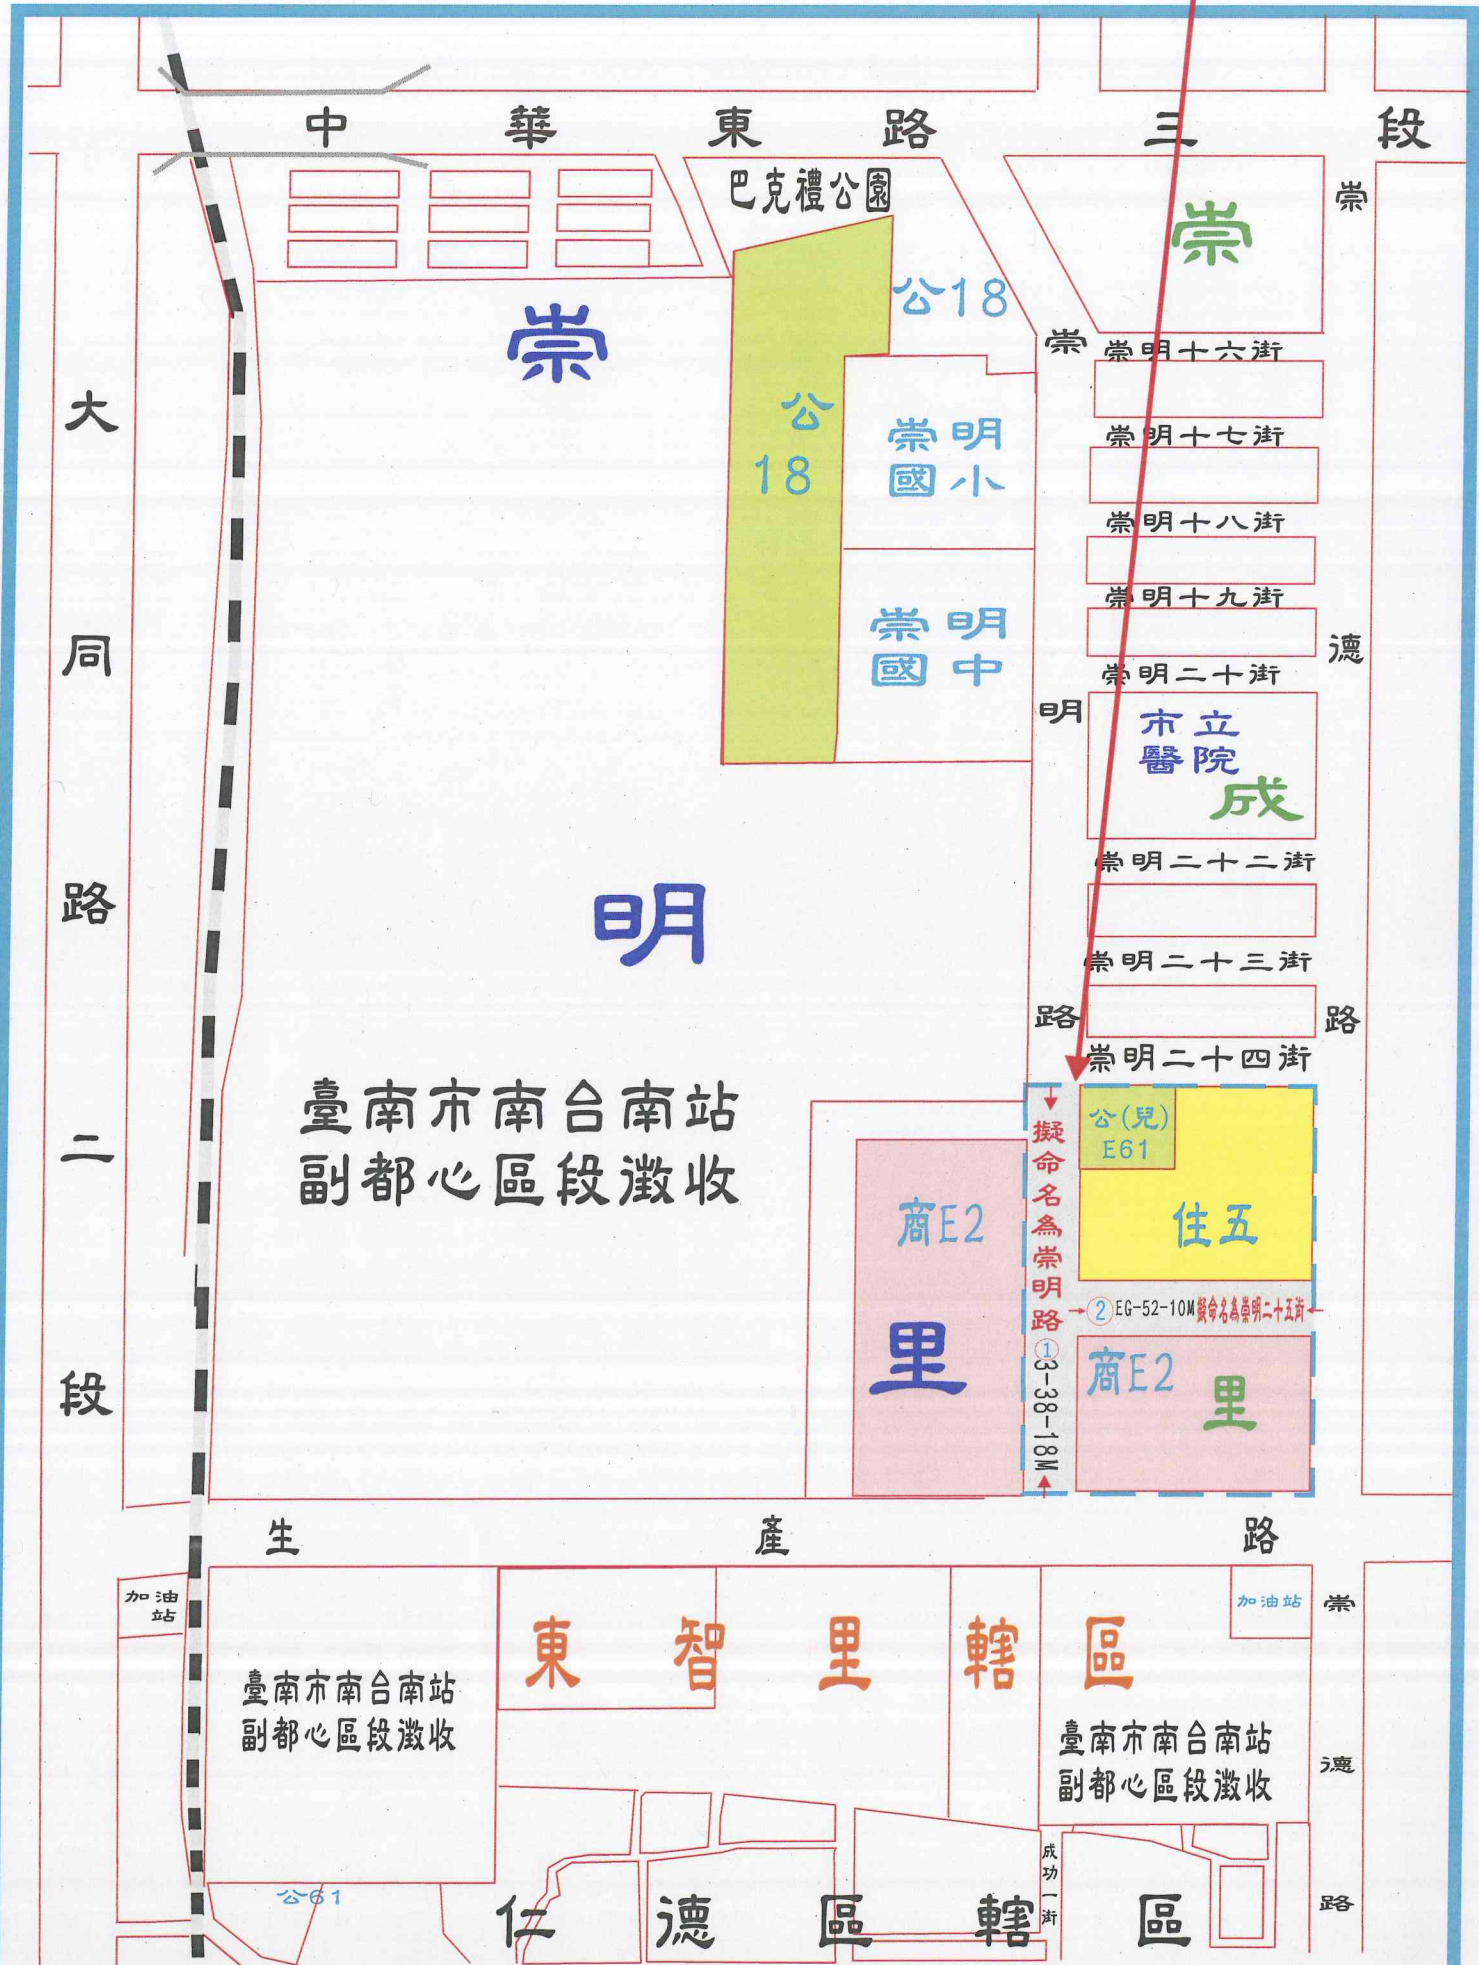 中華東路三段
巴克禮公園
崇德路
崇成里
公18
崇明里
崇明路
崇明十六街
大同路二段
公
18
崇明
國小
崇明十七街
崇明十八街
崇明十九街
崇明
國中
崇明二十街
市立
醫院
崇明二十二街
崇明二十三街
崇明二十四街
臺南市南台南站
副都心區段徵收
公(兒)
E61
擬命名為崇明路
商E2
住五
②EG-52-10M擬命名為崇明二十五街
①3-38-18M
商E2
生產路
加油
站
加油站
崇德路
東智里轄區
臺南市南台南站
副都心區段徵收
臺南市南台南站
副都心區段徵收
成功一街
公61
仁德區轄區